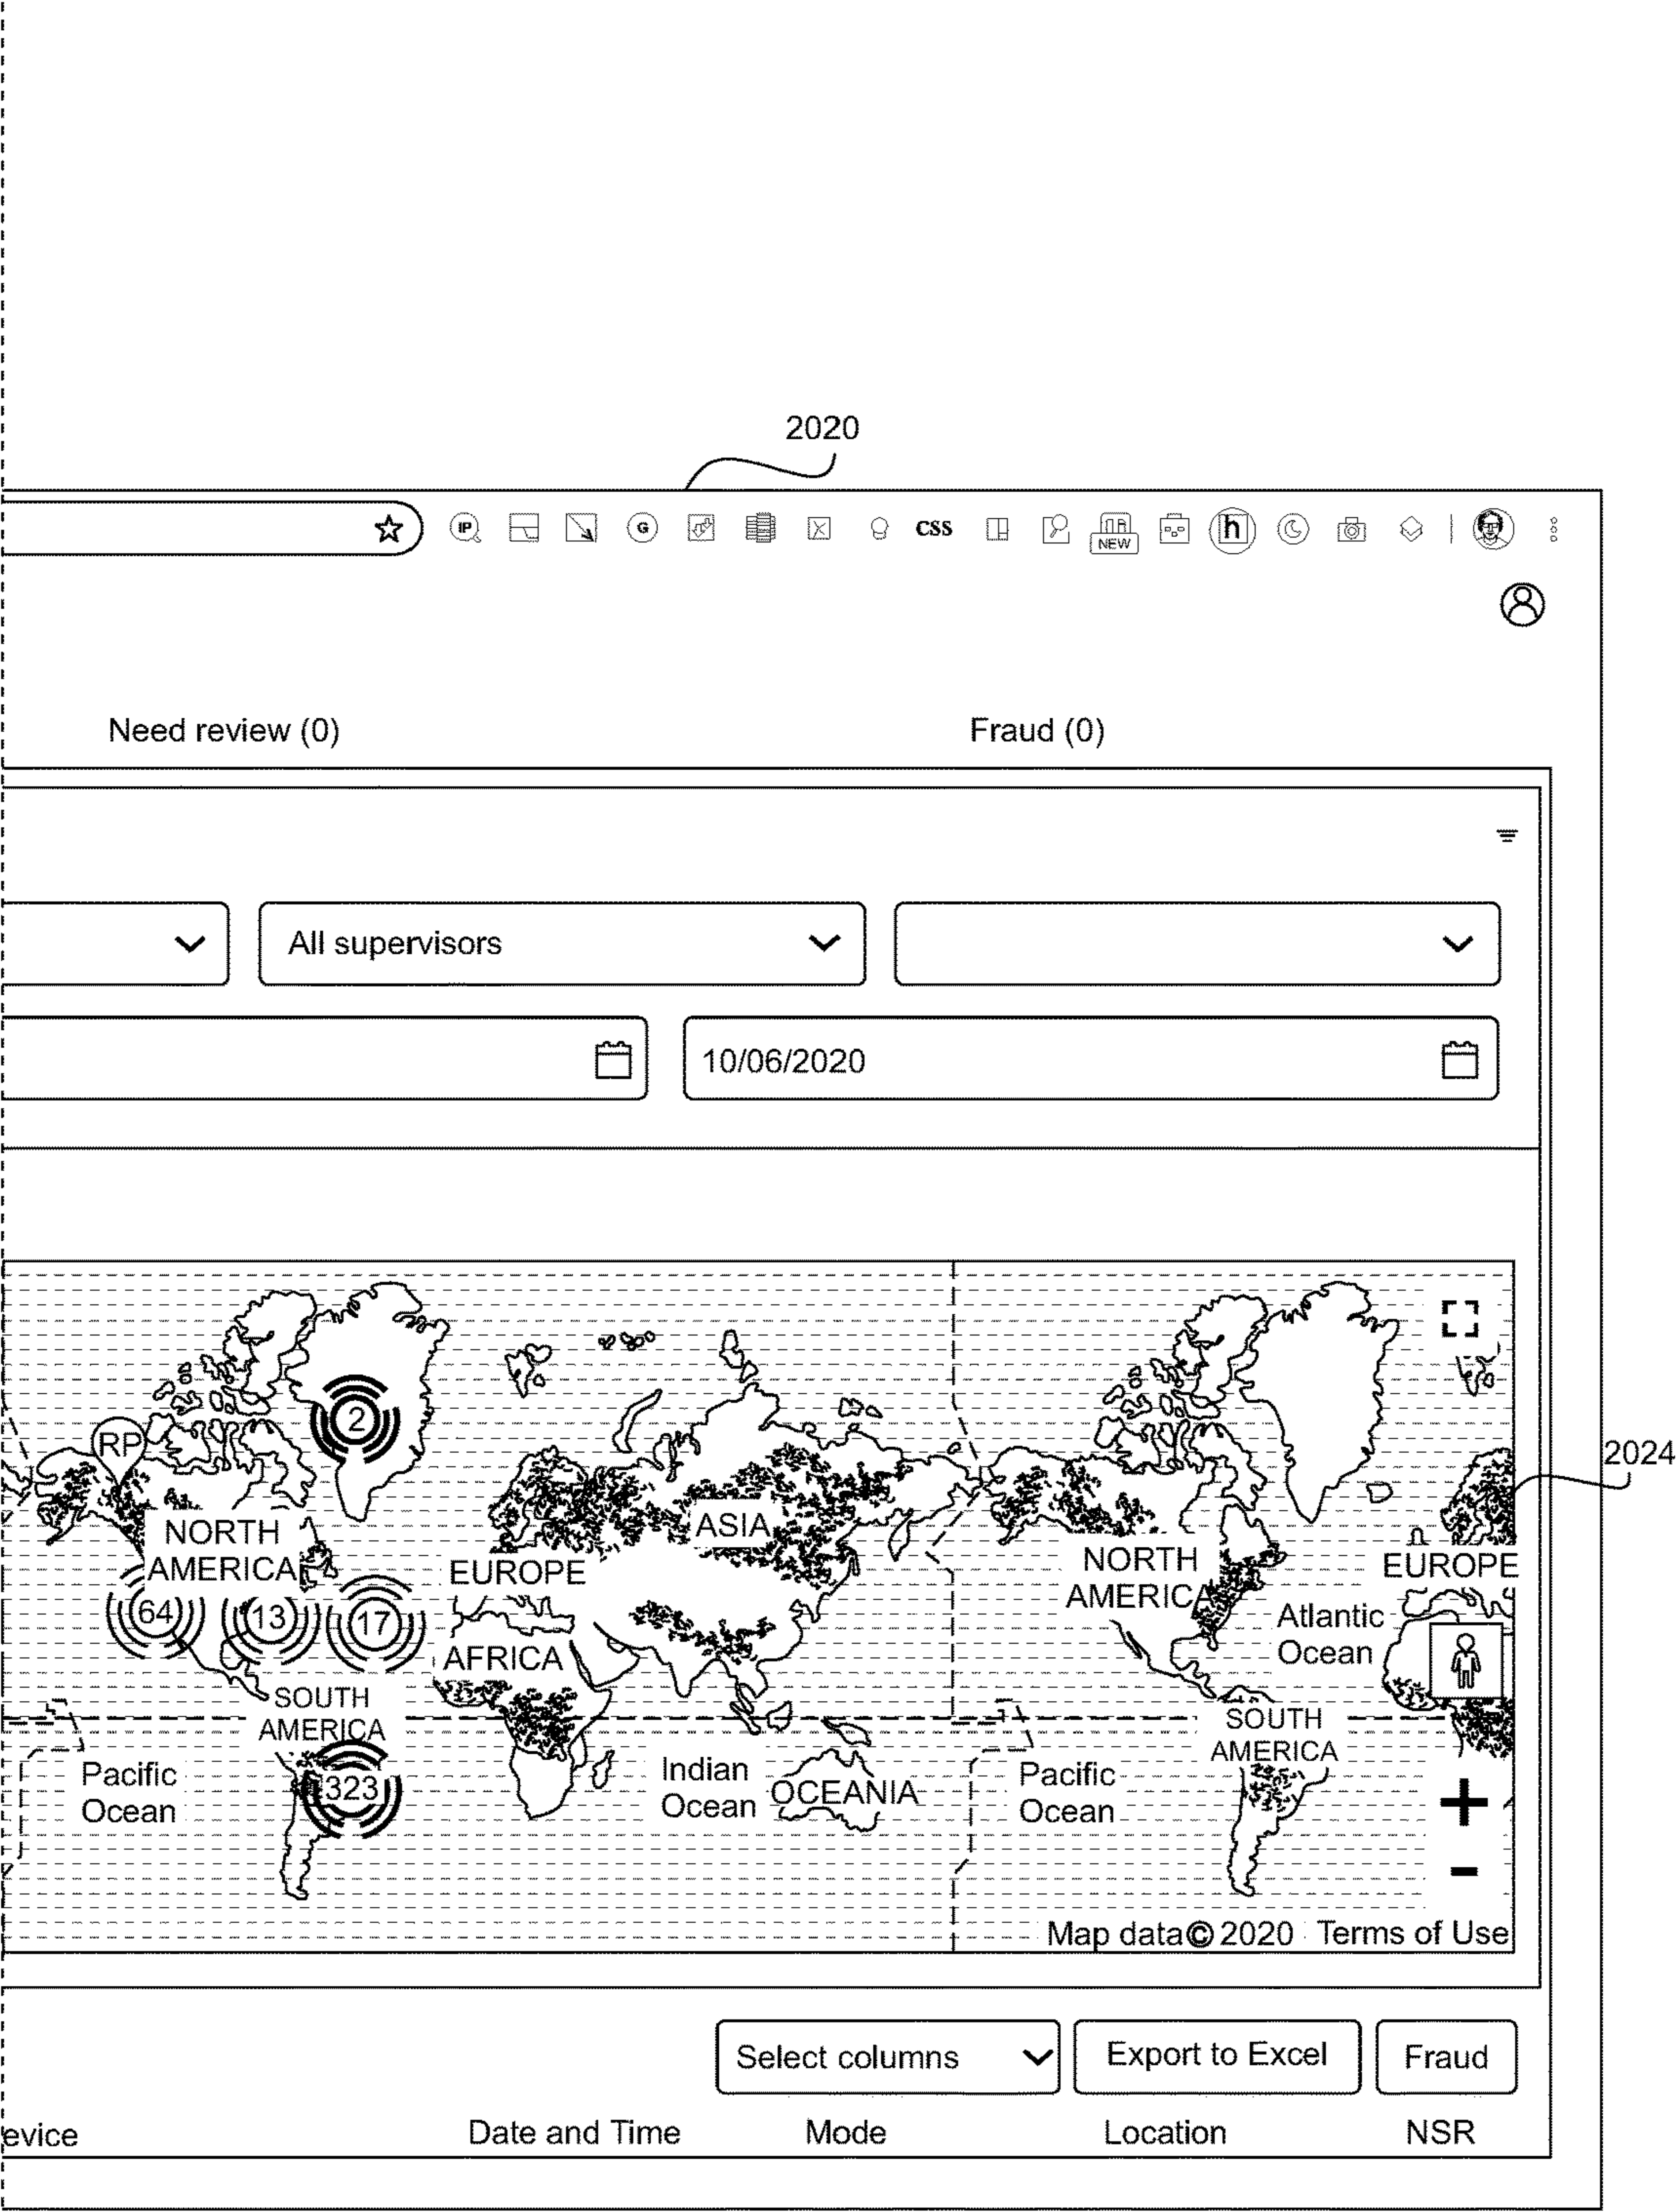 2020
IP
G
CSS
NEW
h
Need review (0)
Fraud (0)
All supervisors
10/06/2020
2
RP
2024
NORTH
AMERICA
ASIA
EUROPE
NORTH
AMERICA
EUROPE
64
13
17
Atlantic
Ocean
AFRICA
SOUTH
AMERICA
SOUTH
AMERICA
Pacific
Ocean
323
Indian
Ocean
OCEANIA
Pacific
Ocean
Map data © 2020 Terms of Use
Select columns
Export to Excel
Fraud
evice
Date and Time
Mode
Location
NSR